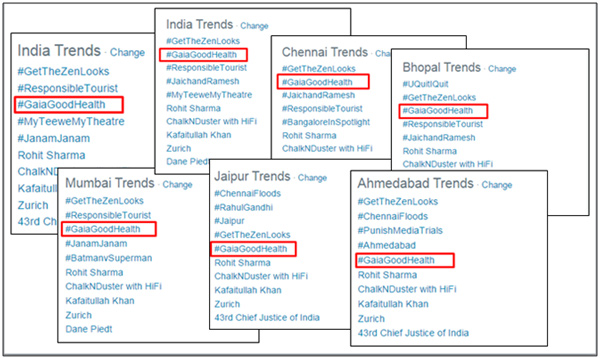 India Trends · Change
#GetTheZenLooks
#ResponsibleTourist
#GaiaGoodHealth
#MyTeeweMyTheatre
#JanamJanam
Rohit Sharma
ChalkN
Kafaitull
Zurich
43rd Ch
India Trends · Change
#GetTheZenLooks
#GaiaGoodHealth
#ResponsibleTourist
#JaichandRamesh
#MyTeeweMyTheatre
Rohit Sharma
ChalkNDuster with HiFi
Kafaitullah Khan
Zurich
Dane Piedt
Chennai Trends · Change
#GetTheZenLooks
#GaiaGoodHealth
#JaichandRamesh
#ResponsibleTourist
#BangaloreInSpotlight
Rohit Sharma
ChalkNDuster with HiFi
Bhopal Trends · Change
#UQuitIQuit
#GetTheZenLooks
#GaiaGoodHealth
#ResponsibleTourist
#JaichandRamesh
Rohit Sharma
ChalkNDuster with HiFi
Mumbai Trends · Change
#GetTheZenLooks
#ResponsibleTourist
#GaiaGoodHealth
#JanamJanam
#BatmanvSuperman
Rohit Sharma
ChalkNDuster with HiFi
Kafaitullah Khan
Zurich
Dane Piedt
Jaipur Trends · Change
#ChennaiFloods
#RahulGandhi
#Jaipur
#GetTheZenLooks
#GaiaGoodHealth
Rohit Sharma
ChalkNDuster with HiFi
Kafaitullah Khan
Zurich
43rd Chief Justice of India
Ahmedabad Trends · Change
#GetTheZenLooks
#ChennaiFloods
#PunishMediaTrials
#Ahmedabad
#GaiaGoodHealth
Rohit Sharma
ChalkNDuster with HiFi
Kafaitullah Khan
Zurich
43rd Chief Justice of India